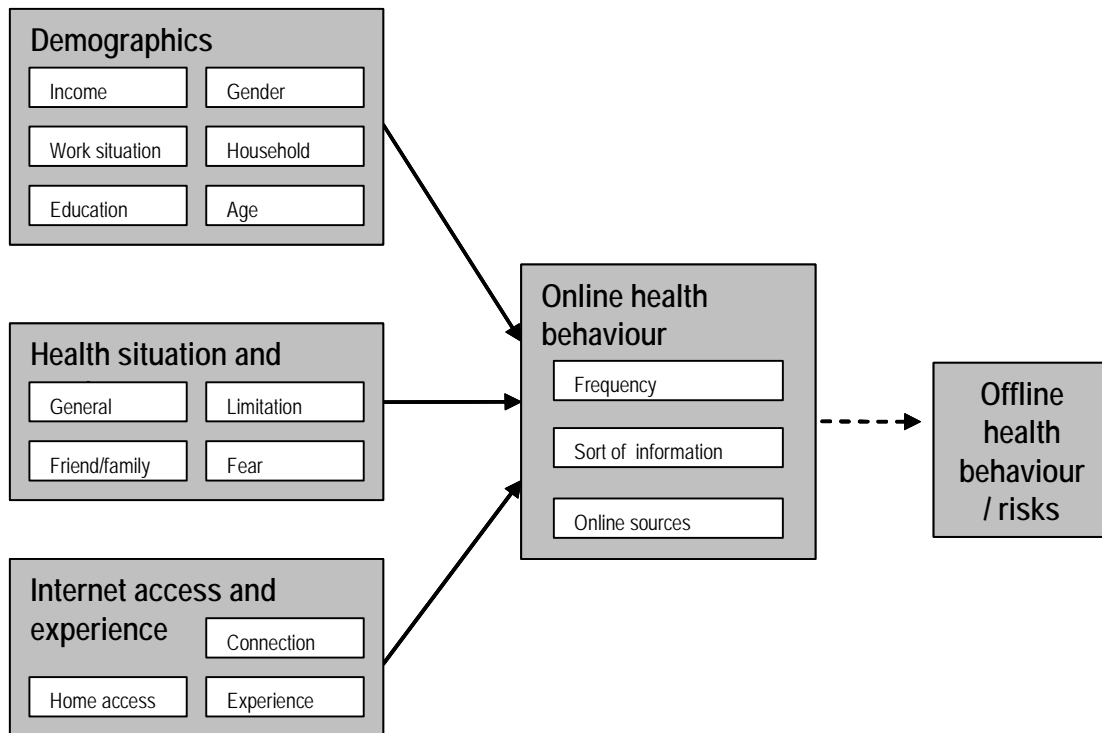 Demographics
Income
Gender
Work situation
Household
Education
Age
Health situation and
General
Limitation
Friend/family
Fear
Internet access and
experience
Connection
Home access
Experience
Online health
behaviour
Frequency
Sort of information
Online sources
Offline
health
behaviour
/ risks